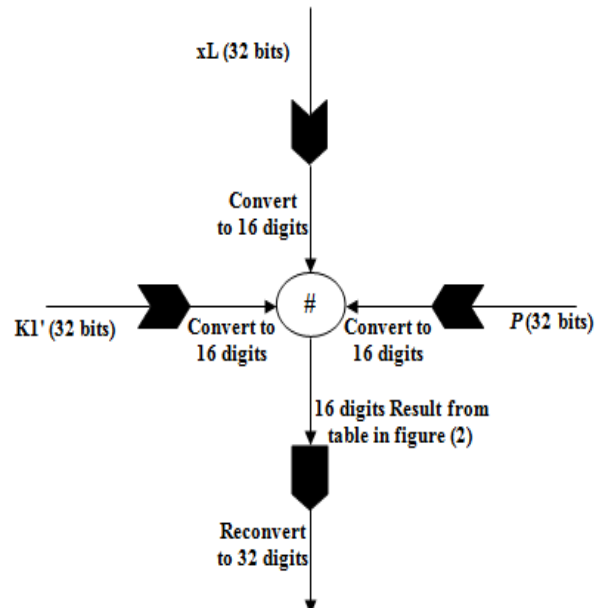 xL (32 bits)
Convert
to 16 digits
#
K1' (32 bits)
Convert to
16 digits
Convert to
16 digits
P (32 bits)
16 digits Result from
table in figure (2)
Reconvert
to 32 digits